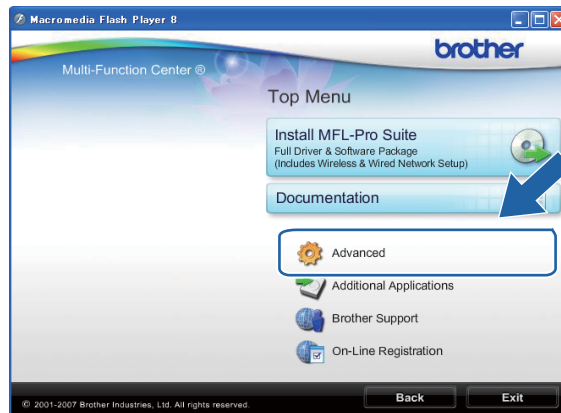 Macromedia Flash Player 8
brother
Multi-Function Center ®
Top Menu
Install MFL-Pro Suite
Full Driver & Software Package
(Includes Wireless & Wired Network Setup)
Documentation
Advanced
Additional Applications
Brother Support
On-Line Registration
© 2001-2007 Brother Industries, Ltd. All rights reserved.
Back
Exit